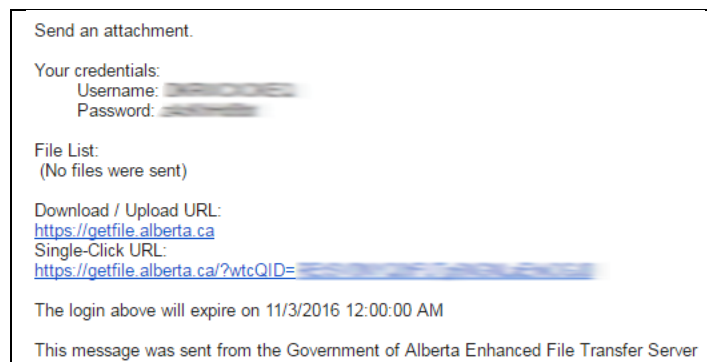 Send an attachment.
Your credentials:
Username:
Password:
File List:
(No files were sent)
Download / Upload URL:
https://getfile.alberta.ca
Single-Click URL:
https://getfile.alberta.ca/?wtcQID=
The login above will expire on 11/3/2016 12:00:00 AM
This message was sent from the Government of Alberta Enhanced File Transfer Server